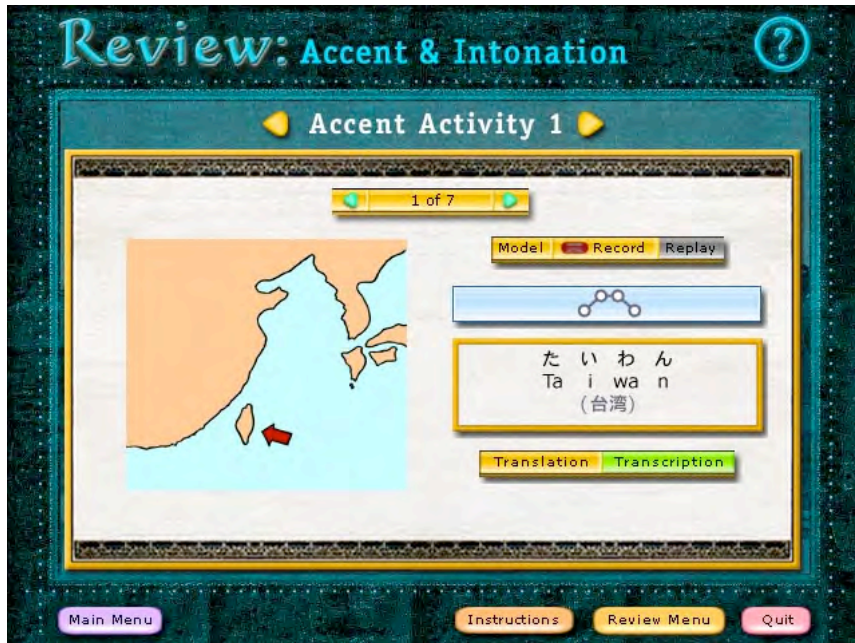 Review: Accent & Intonation
?
Accent Activity 1
1 of 7
Model Record Replay
た い わ ん
Ta i wa n
(台湾)
Translation Transcription
Main Menu
Instructions
Review Menu
Quit